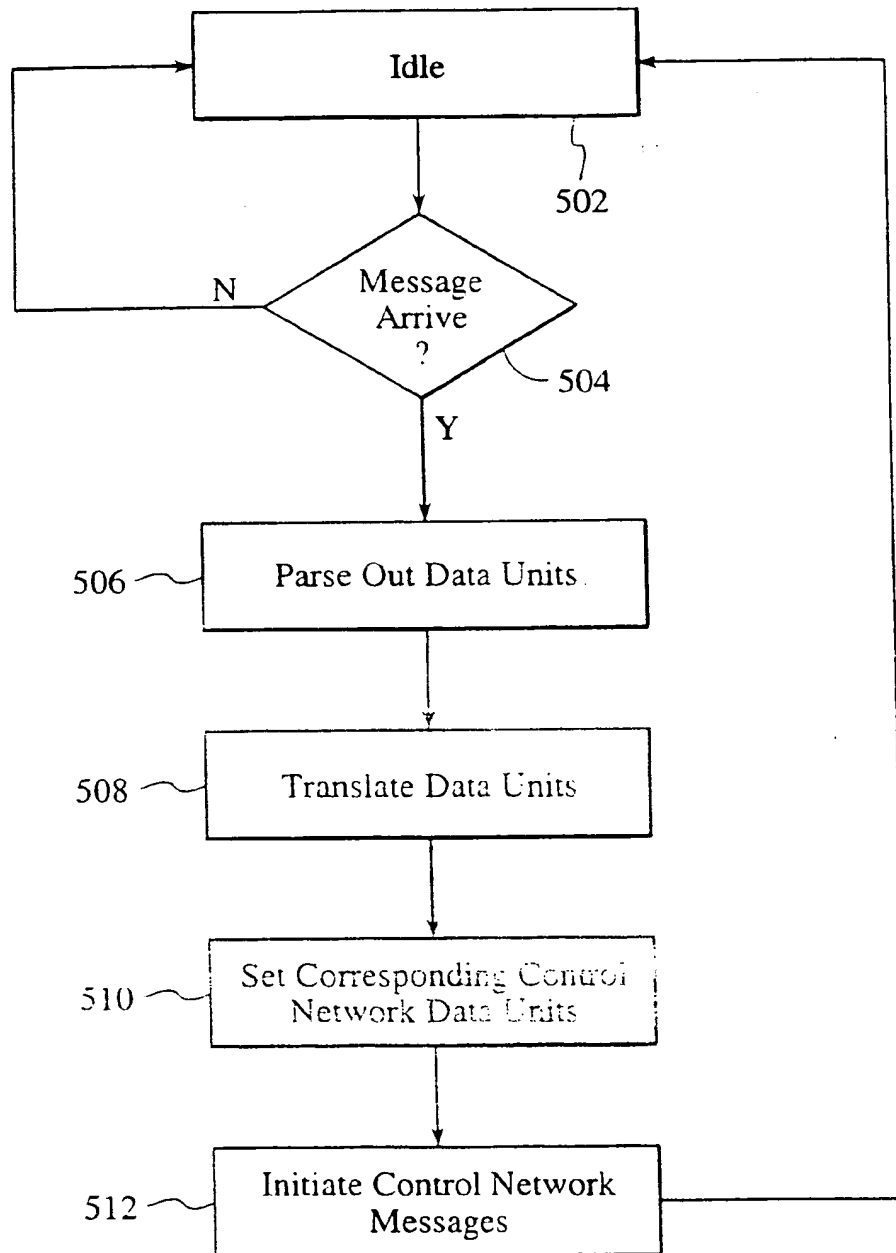 Idle
502
Message
Arrive
?
N
504
Y
506
Parse Out Data Units
508
Translate Data Units
510
Set Corresponding Control
Network Data Units
512
Initiate Control Network
Messages